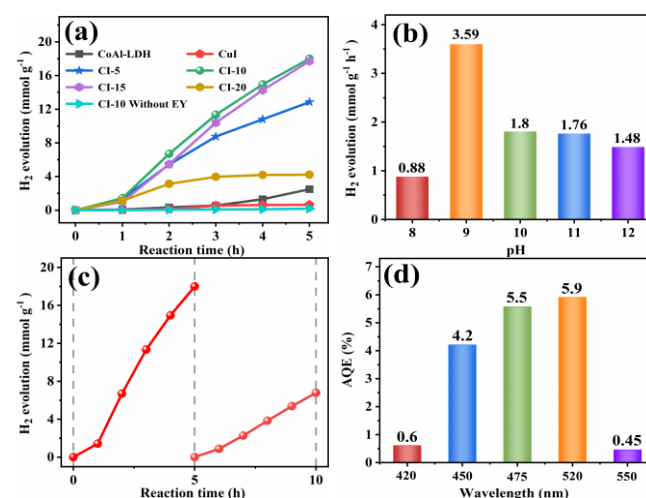 (a)
H2 evolution (mmol g-1)
20
16
12
8
4
0
CoAl-LDH CuI
CI-5 CI-10
CI-15 CI-20
CI-10 Without EY
0 1 2 3 4 5
Reaction time (h)
(b)
H2 evolution (mmol g-1 h-1)
3.6
2.4
1.2
0.0
0.88 3.59 1.8 1.76 1.48
8 9 10 11 12
pH
(c)
H2 evolution (mmol g-1)
18
12
6
0
0 5 10
Reaction time (h)
(d)
AQE (%)
6
5
4
3
2
1
0
0.6 4.2 5.5 5.9 0.45
420 450 475 520 550
Wavelength (nm)